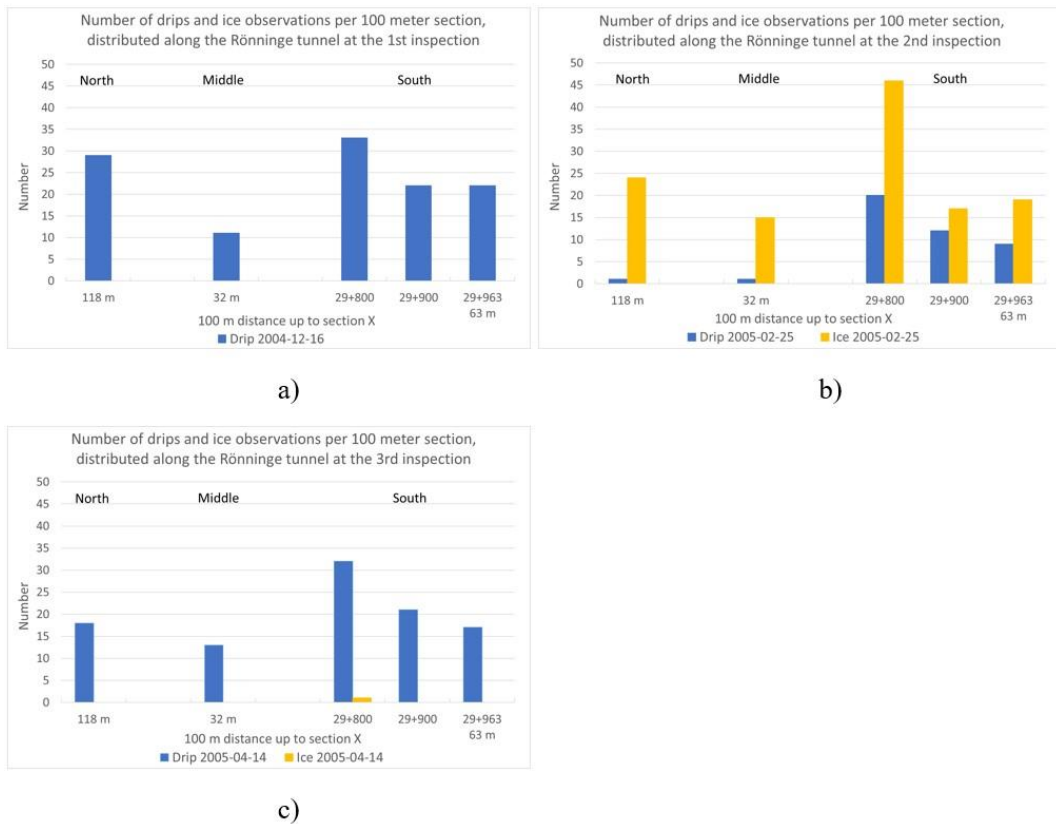 Number of drips and ice observations per 100 meter section,
distributed along the Rönninge tunnel at the 1st inspection
50
45
40
35
30
25
20
15
10
5
0
Number
North
Middle
South
118 m
32 m
29+800
29+900
29+963
63 m
100 m distance up to section X
Drip 2004-12-16
a)
Number of drips and ice observations per 100 meter section,
distributed along the Rönninge tunnel at the 2nd inspection
50
45
40
35
30
25
20
15
10
5
0
Number
North
Middle
South
118 m
32 m
29+800
29+900
29+963
63 m
100 m distance up to section X
Drip 2005-02-25
Ice 2005-02-25
b)
Number of drips and ice observations per 100 meter section,
distributed along the Rönninge tunnel at the 3rd inspection
50
45
40
35
30
25
20
15
10
5
0
Number
North
Middle
South
118 m
32 m
29+800
29+900
29+963
63 m
100 m distance up to section X
Drip 2005-04-14
Ice 2005-04-14
c)